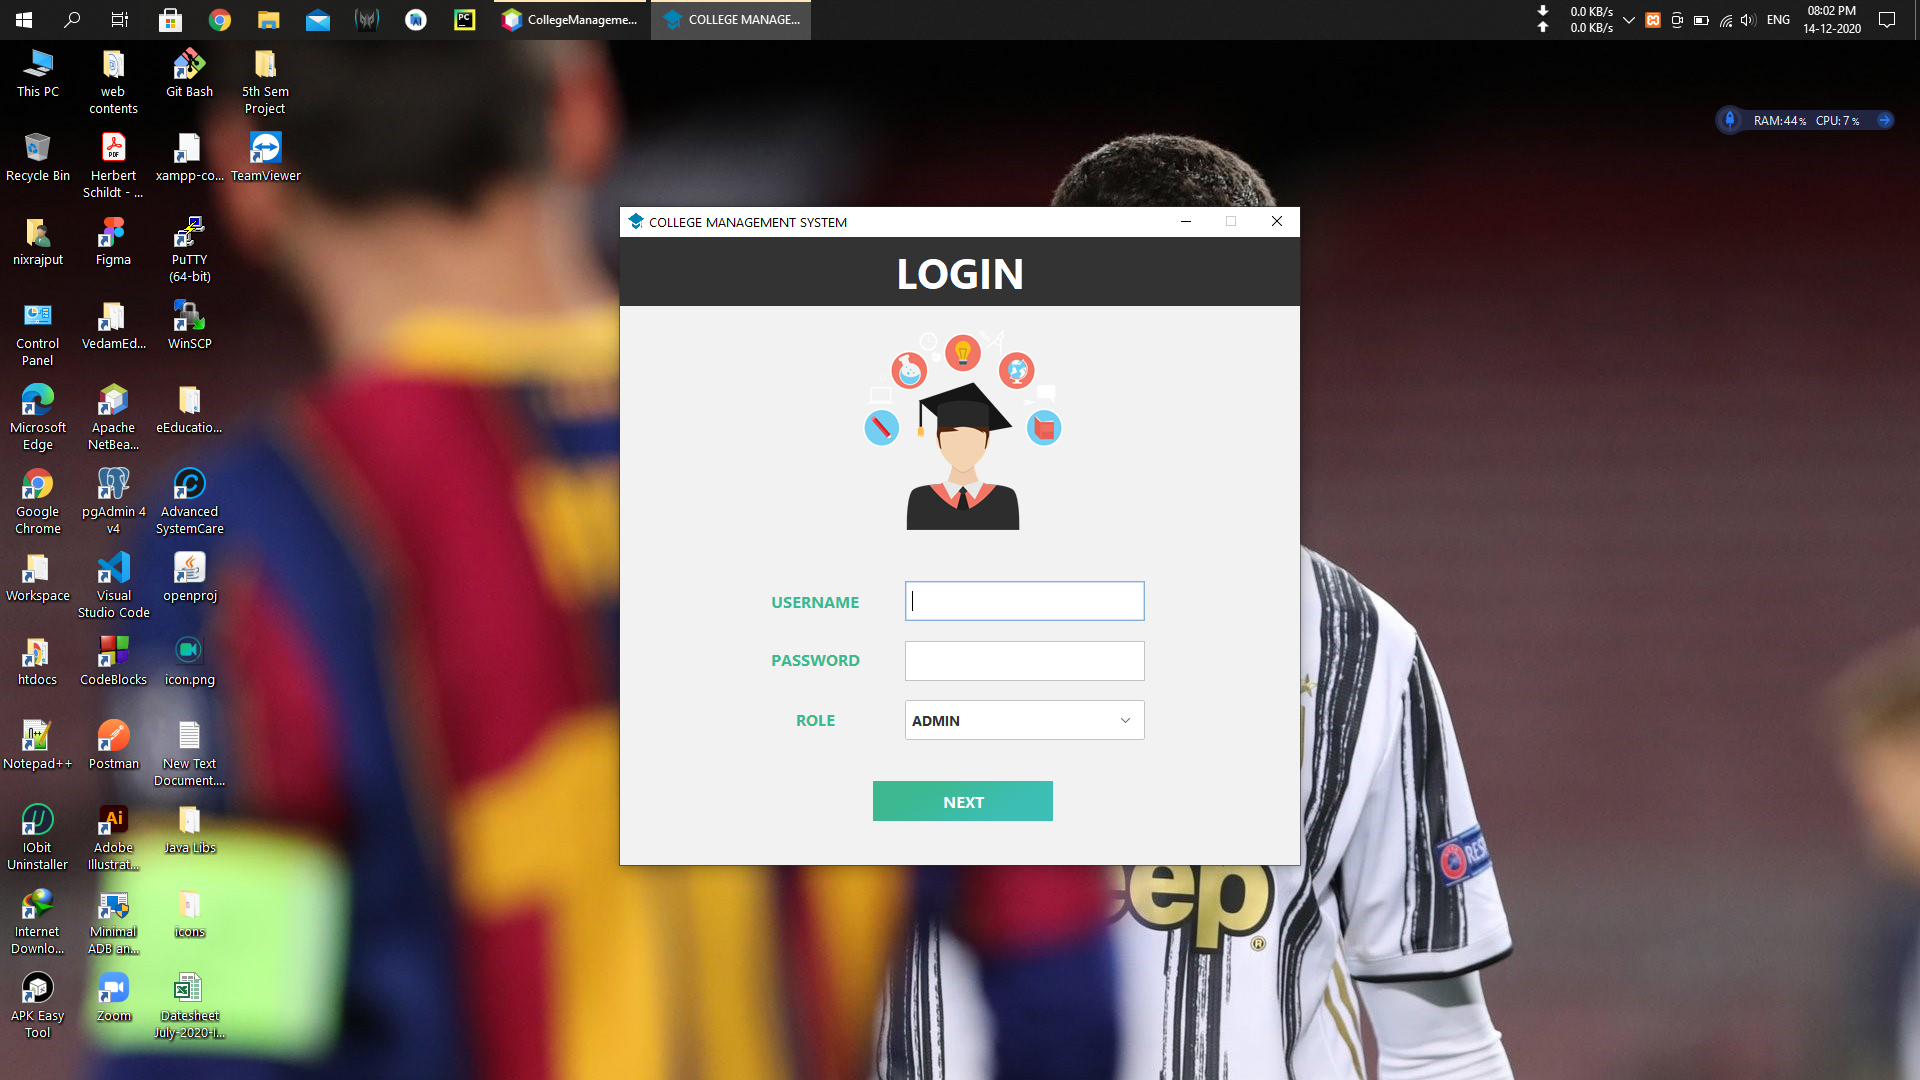 CollegeManageme...
COLLEGE MANAGE...
0.0 KB/s
0.0 KB/s
ENG
08:02 PM
14-12-2020
This PC
web
contents
Git Bash
5th Sem
Project
RAM:44% CPU: 7%
Recycle Bin
Herbert
Schildt - ...
xampp-co...
TeamViewer
nixrajput
Figma
PuTTY
(64-bit)
Control
Panel
VedamEd...
WinSCP
Microsoft
Edge
Apache
NetBea...
eEducatio...
Google
Chrome
pgAdmin 4
v4
Advanced
SystemCare
Workspace
Visual
Studio Code
openproj
htdocs
CodeBlocks
icon.png
Notepad++
Postman
New Text
Document....
IObit
Uninstaller
Adobe
Illustrat...
Java Libs
Internet
Downlo...
Minimal
ADB an...
icons
APK Easy
Tool
Zoom
Datesheet
July-2020-I...
COLLEGE MANAGEMENT SYSTEM
LOGIN
USERNAME
PASSWORD
ROLE
ADMIN
NEXT
RES
eep
®
PC
PDF
Ai